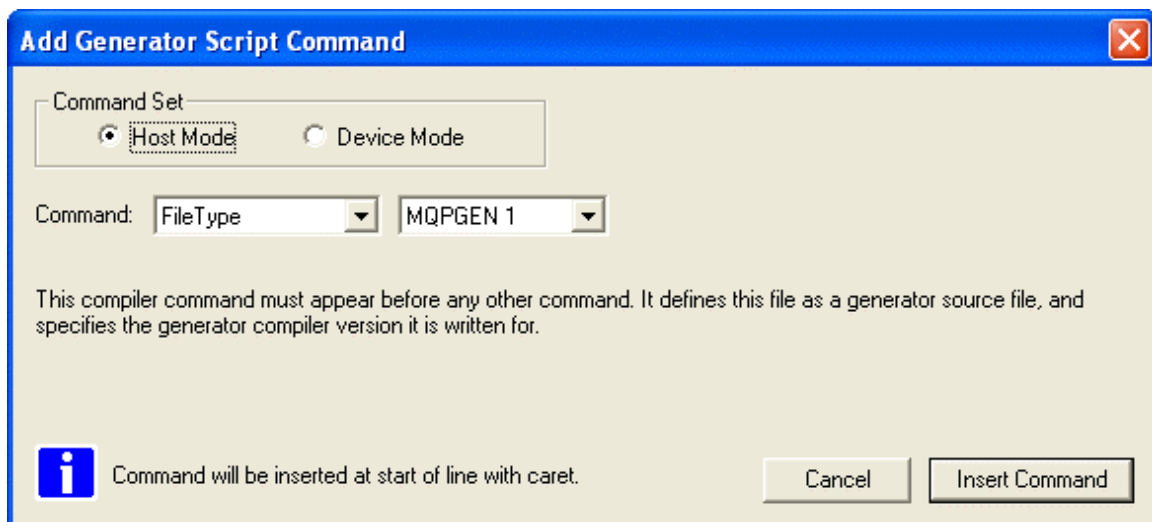 Add Generator Script Command
Command Set
Host Mode Device Mode
Command: FileType MQPGEN 1
This compiler command must appear before any other command. It defines this file as a generator source file, and
specifies the generator compiler version it is written for.
Command will be inserted at start of line with caret. Cancel Insert Command